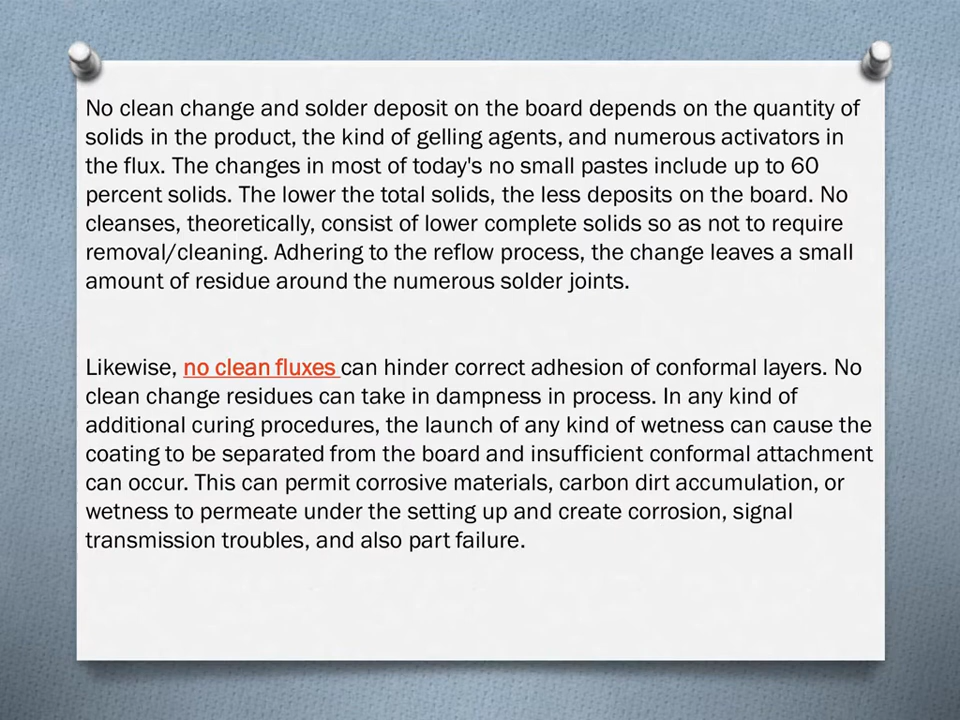 No clean change and solder deposit on the board depends on the quantity of
solids in the product, the kind of gelling agents, and numerous activators in
the flux. The changes in most of today's no small pastes include up to 60
percent solids. The lower the total solids, the less deposits on the board. No
cleanses, theoretically, consist of lower complete solids so as not to require
removal/cleaning. Adhering to the reflow process, the change leaves a small
amount of residue around the numerous solder joints.
Likewise, no clean fluxes can hinder correct adhesion of conformal layers. No
clean change residues can take in dampness in process. In any kind of
additional curing procedures, the launch of any kind of wetness can cause the
coating to be separated from the board and insufficient conformal attachment
can occur. This can permit corrosive materials, carbon dirt accumulation, or
wetness to permeate under the setting up and create corrosion, signal
transmission troubles, and also part failure.